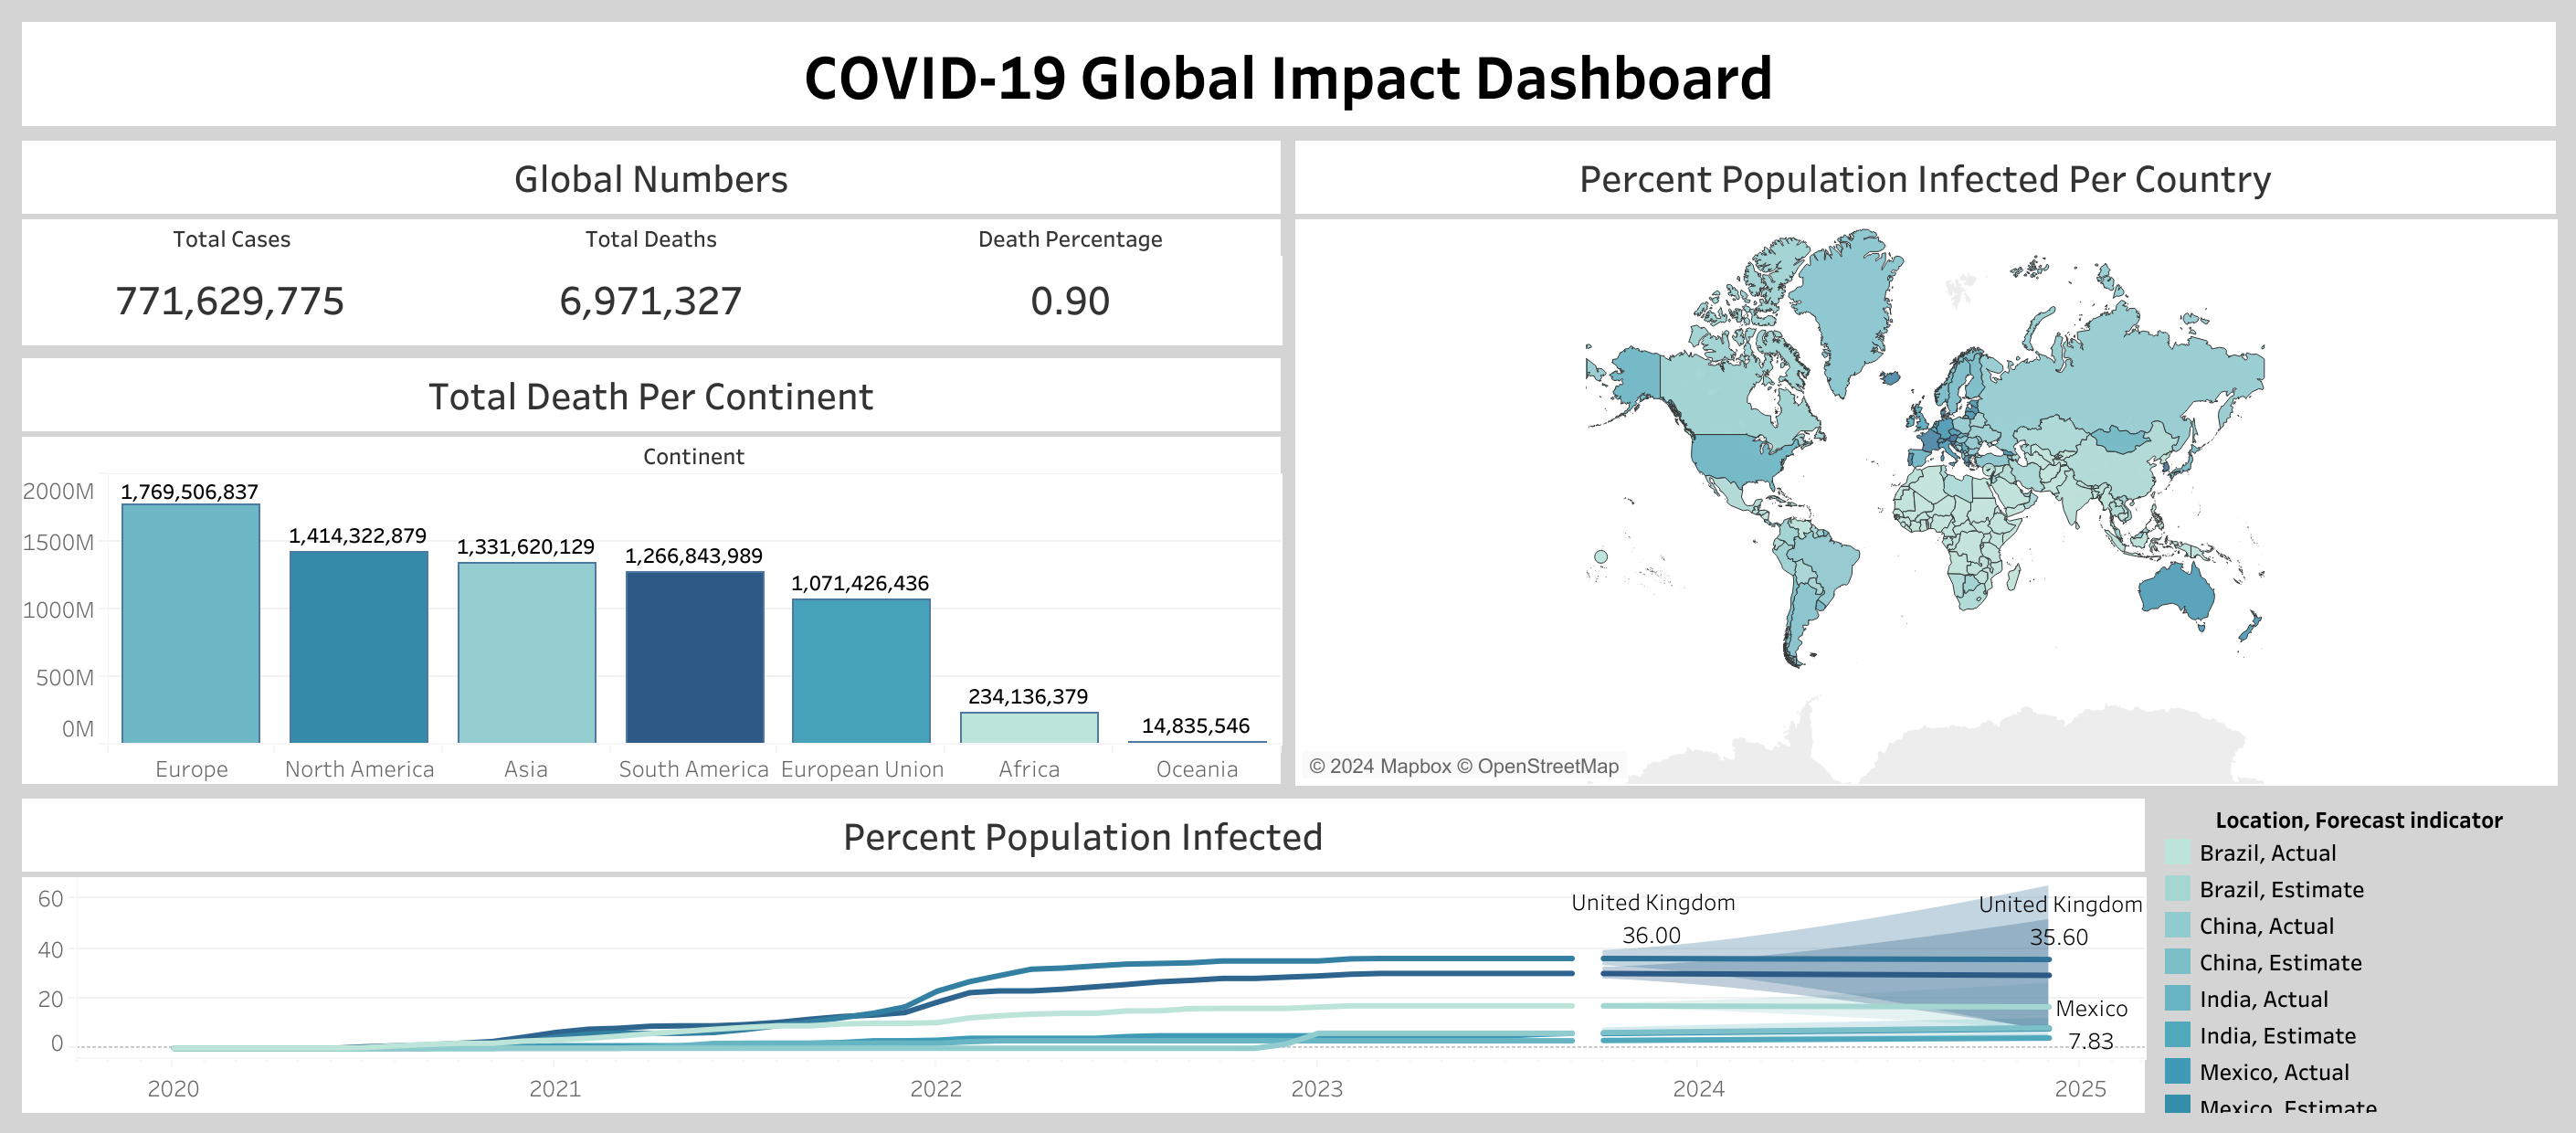 COVID-19 Global Impact Dashboard
Global Numbers
Total Cases
Total Deaths
Death Percentage
771,629,775
6,971,327
0.90
Total Death Per Continent
Continent
2000M
1500M
1000M
500M
0M
1,769,506,837
1,414,322,879
1,331,620,129
1,266,843,989
1,071,426,436
234,136,379
14,835,546
Europe
North America
Asia
South America
European Union
Africa
Oceania
Percent Population Infected Per Country
© 2024 Mapbox © OpenStreetMap
Percent Population Infected
60
40
20
0
United Kingdom
36.00
United Kingdom
35.60
Mexico
7.83
2020
2021
2022
2023
2024
2025
Location, Forecast indicator
Brazil, Actual
Brazil, Estimate
China, Actual
China, Estimate
India, Actual
India, Estimate
Mexico, Actual
Mexico, Estimate